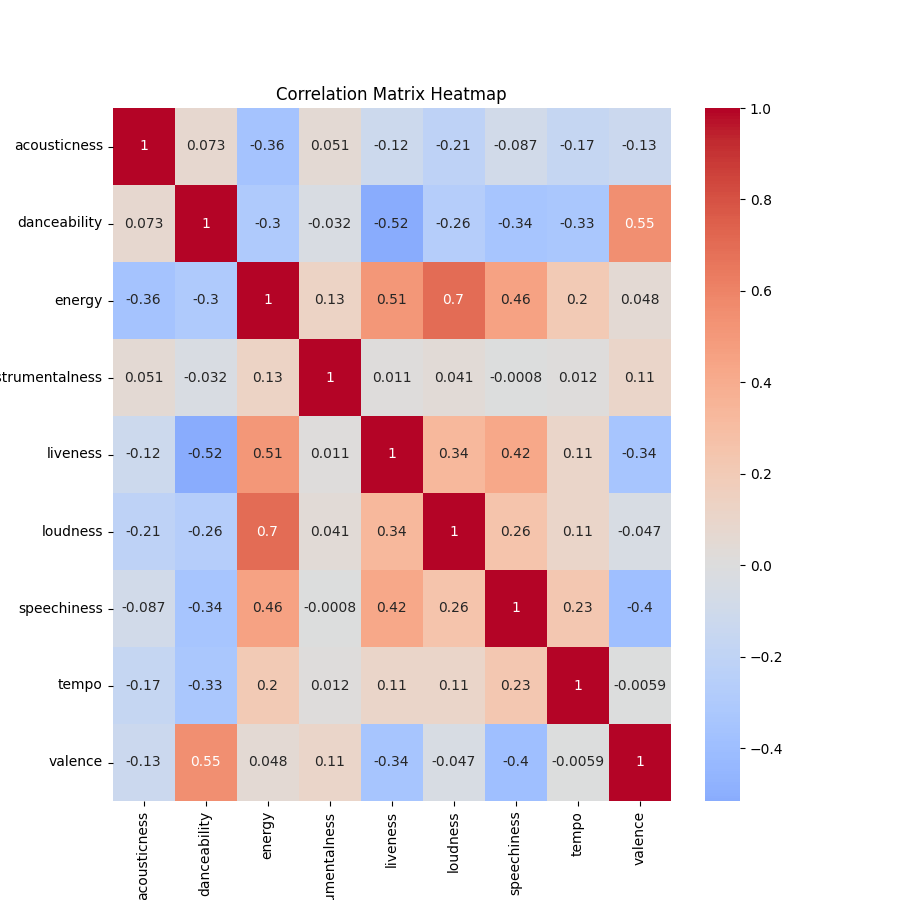 Correlation Matrix Heatmap
acousticness 1 0.073 -0.36 0.051 -0.12 -0.21 -0.087 -0.17 -0.13
danceability 0.073 1 -0.3 -0.032 -0.52 -0.26 -0.34 -0.33 0.55
energy -0.36 -0.3 1 0.13 0.51 0.7 0.46 0.2 0.048
strumentalness 0.051 -0.032 0.13 1 0.011 0.041 -0.0008 0.012 0.11
liveness -0.12 -0.52 0.51 0.011 1 0.34 0.42 0.11 -0.34
loudness -0.21 -0.26 0.7 0.041 0.34 1 0.26 0.11 -0.047
speechiness -0.087 -0.34 0.46 -0.0008 0.42 0.26 1 0.23 -0.4
tempo -0.17 -0.33 0.2 0.012 0.11 0.11 0.23 1 -0.0059
valence -0.13 0.55 0.048 0.11 -0.34 -0.047 -0.4 -0.0059 1
acousticness
danceability
energy
umentalness
liveness
loudness
speechiness
tempo
valence
1.0
0.8
0.6
0.4
0.2
0.0
−0.2
−0.4